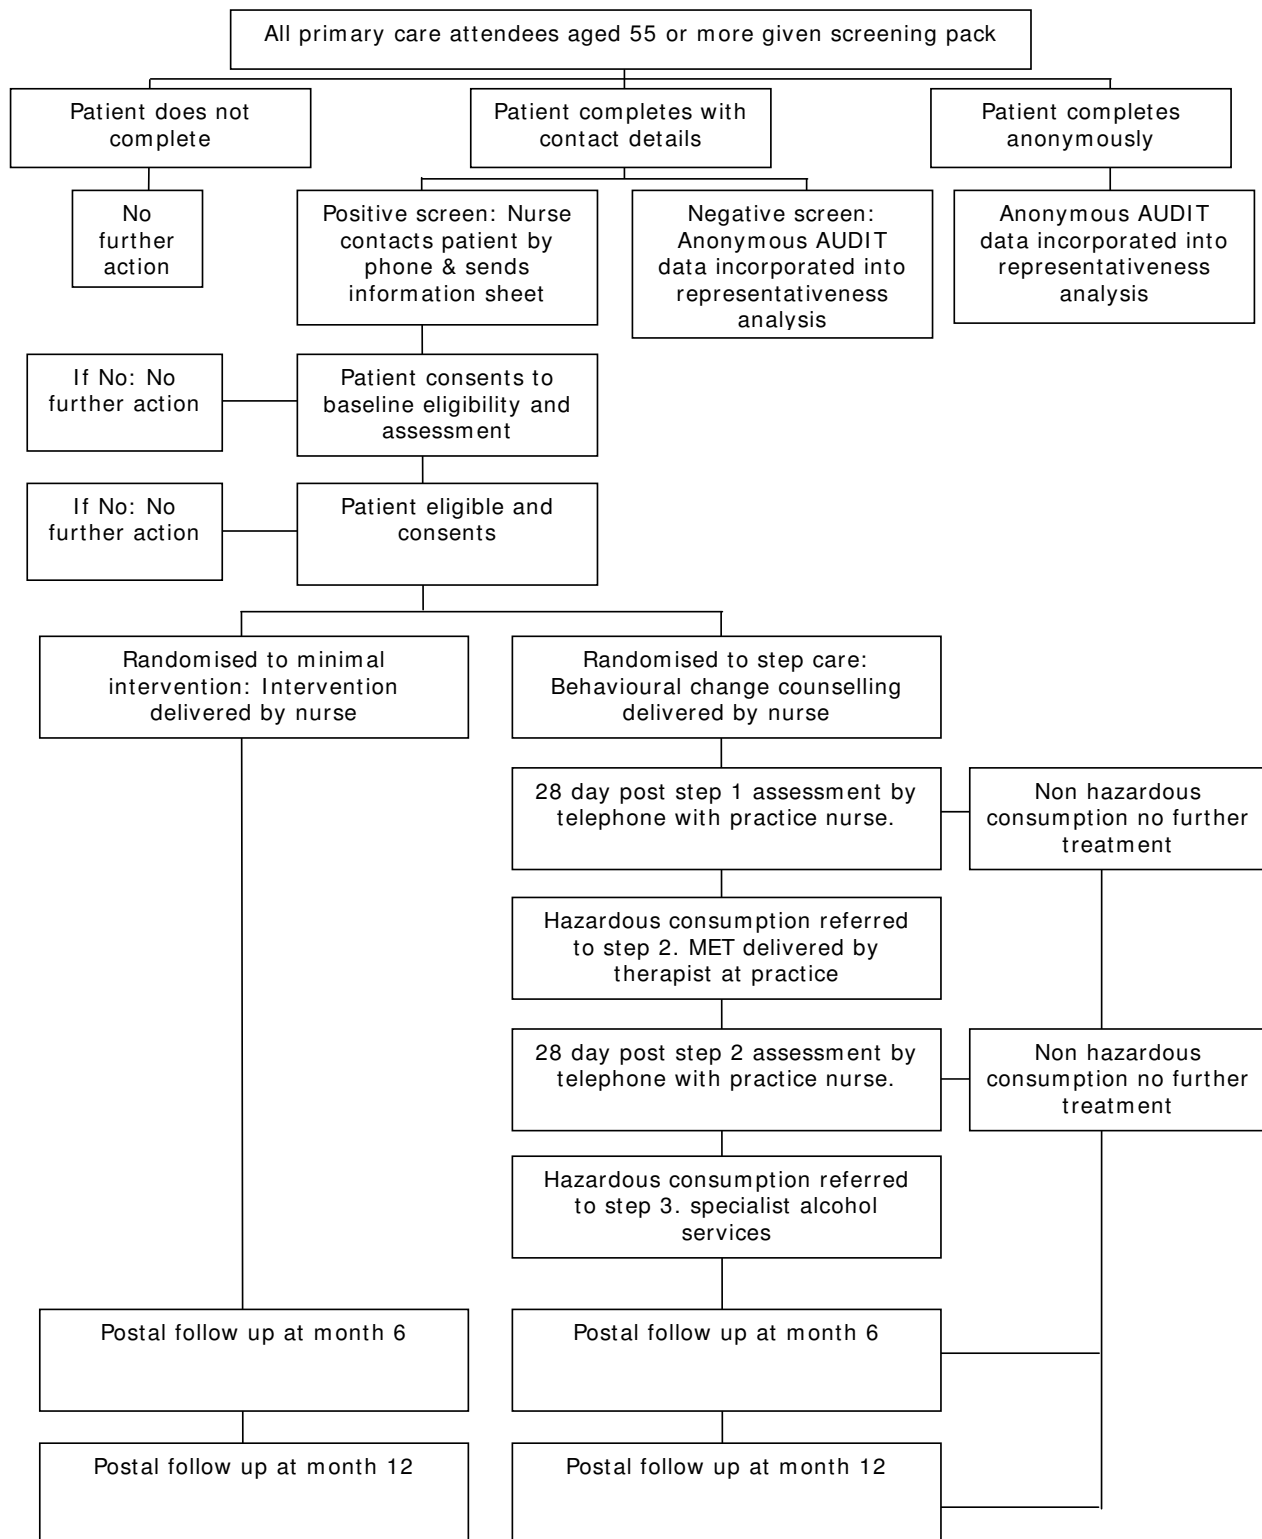 All primary care attendees aged 55 or more given screening pack
Patient does not
complete
Patient completes with
contact details
Patient completes
anonymously
No
further
action
Positive screen: Nurse
contacts patient by
phone & sends
information sheet
Negative screen:
Anonymous AUDIT
data incorporated into
representativeness
analysis
Anonymous AUDIT
data incorporated into
representativeness
analysis
If No: No
further action
Patient consents to
baseline eligibility and
assessment
If No: No
further action
Patient eligible and
consents
Randomised to minimal
intervention: Intervention
delivered by nurse
Randomised to step care:
Behavioural change counselling
delivered by nurse
28 day post step 1 assessment by
telephone with practice nurse.
Non hazardous
consumption no further
treatment
Hazardous consumption referred
to step 2. MET delivered by
therapist at practice
28 day post step 2 assessment by
telephone with practice nurse.
Non hazardous
consumption no further
treatment
Hazardous consumption referred
to step 3. specialist alcohol
services
Postal follow up at month 6
Postal follow up at month 6
Postal follow up at month 12
Postal follow up at month 12